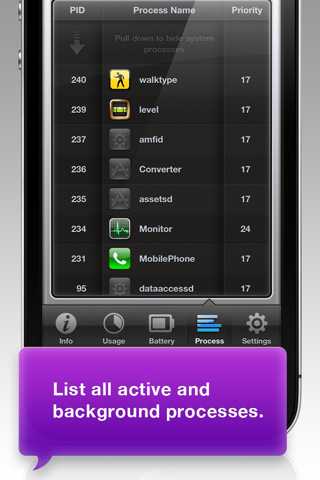 PID Process Name Priority
Pull down to hide system
processes
240 walktype 17
239 level 17
237 amfid 17
236 Converter 17
235 assetsd 17
234 Monitor 24
231 MobilePhone 17
95 dataaccessd 17
Info Usage Battery Process Settings
List all active and
background processes.